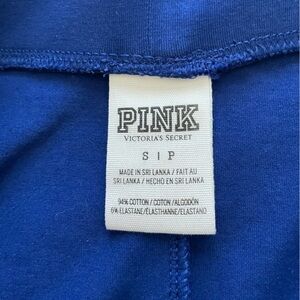 PINK
VICTORIA'S SECRET
S | P
MADE IN SRI LANKA / FAIT AU
SRI LANKA / HECHO EN SRI LANKA
94% COTTON / COTON / ALGODÓN
6% ELASTANE/ÉLASTHANNE/ELASTANO